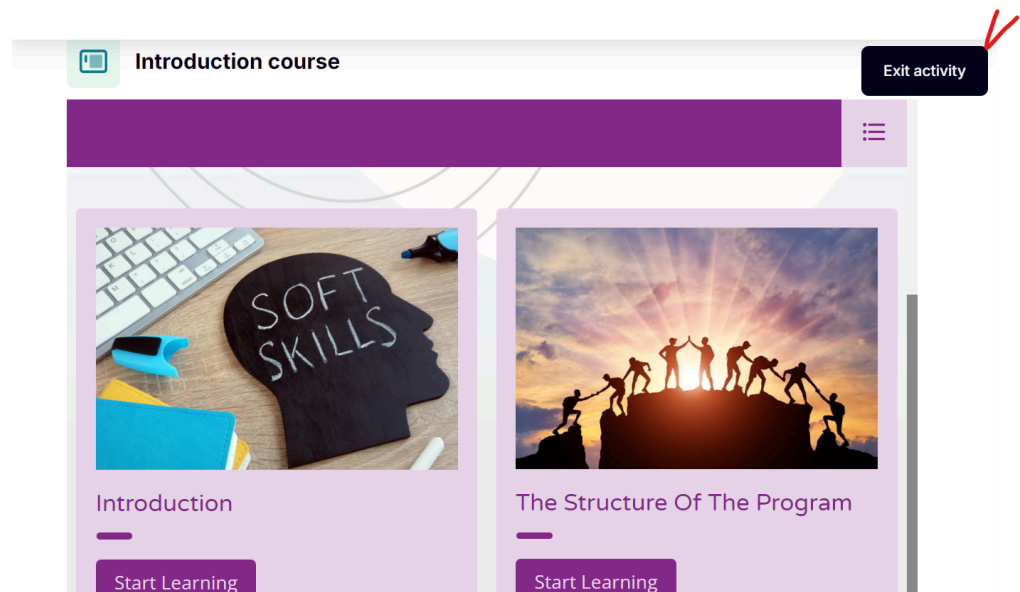 Introduction course
Exit activity
SOFT
SKILLS
Introduction
The Structure Of The Program
Start Learning
Start Learning